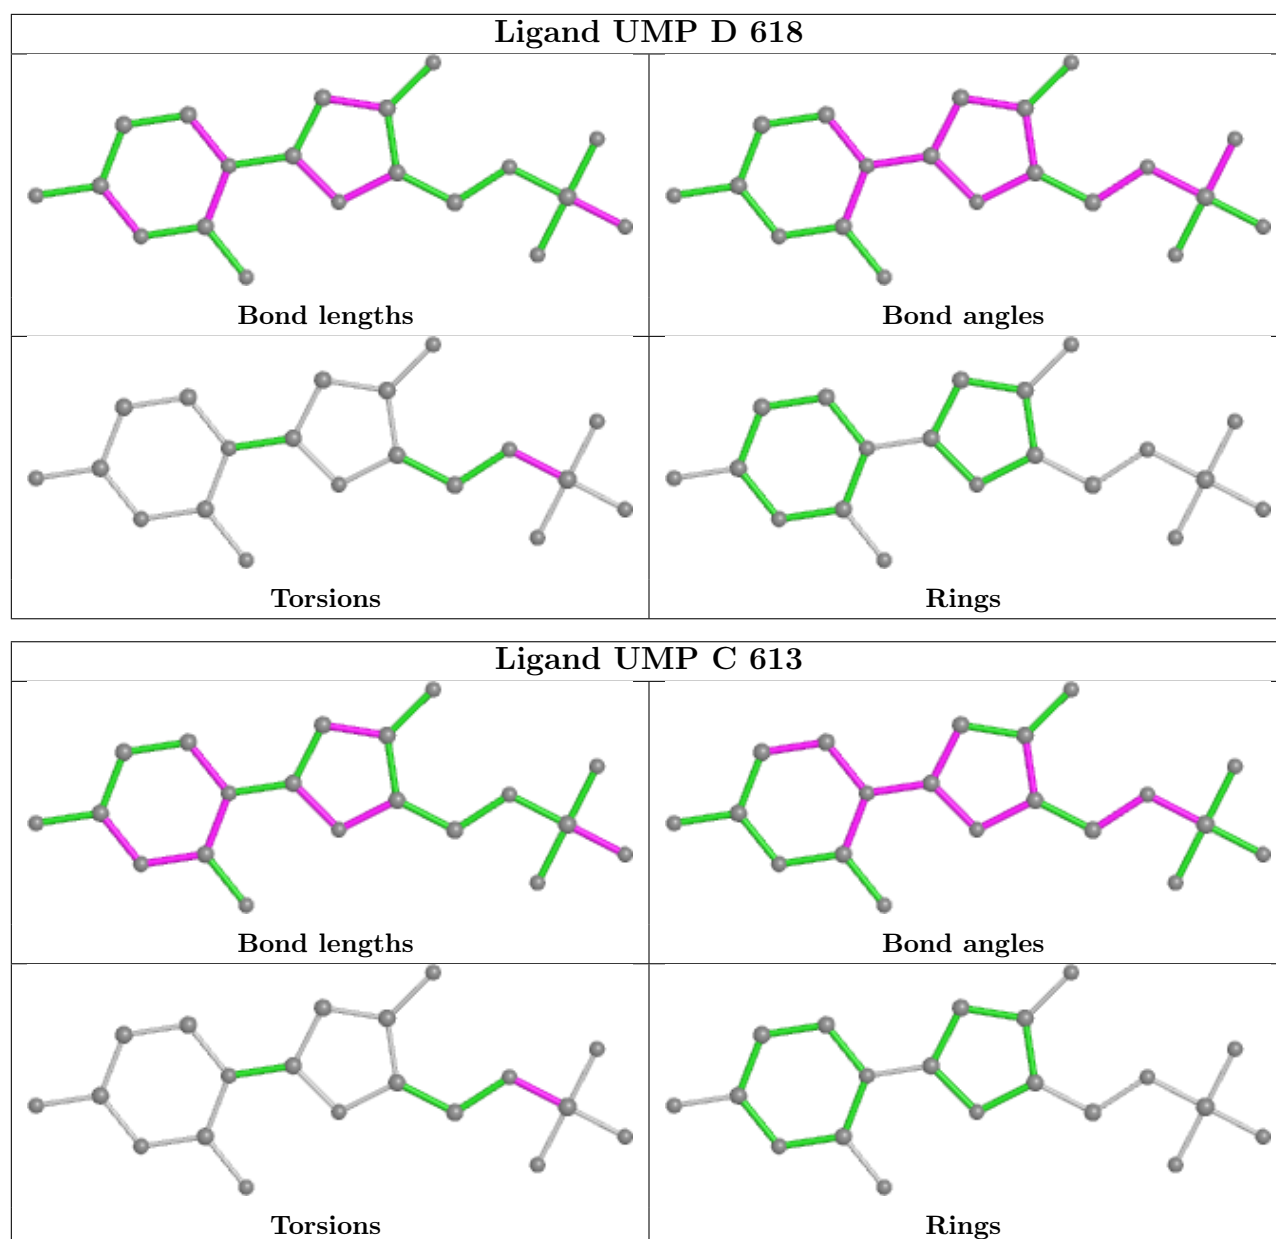 Ligand UMP D 618
Bond lengths
Bond angles
Torsions
Rings
Ligand UMP C 613
Bond lengths
Bond angles
Torsions
Rings